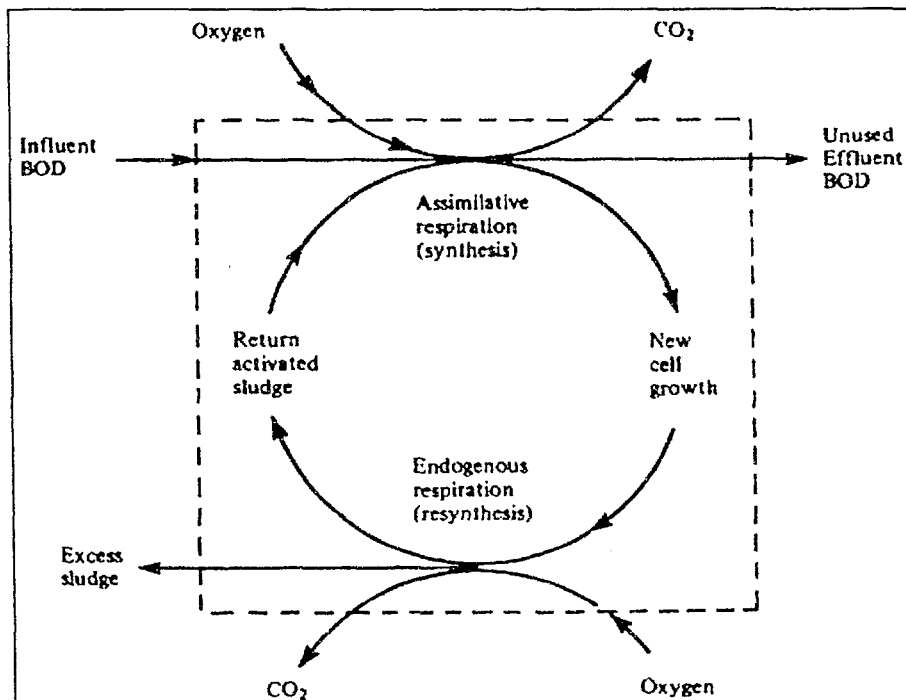 Oxygen
CO₂
Influent
BOD
Unused
Effluent
BOD
Assimilative
respiration
(synthesis)
Return
activated
sludge
New
cell
growth
Endogenous
respiration
(resynthesis)
Excess
sludge
CO₂
Oxygen